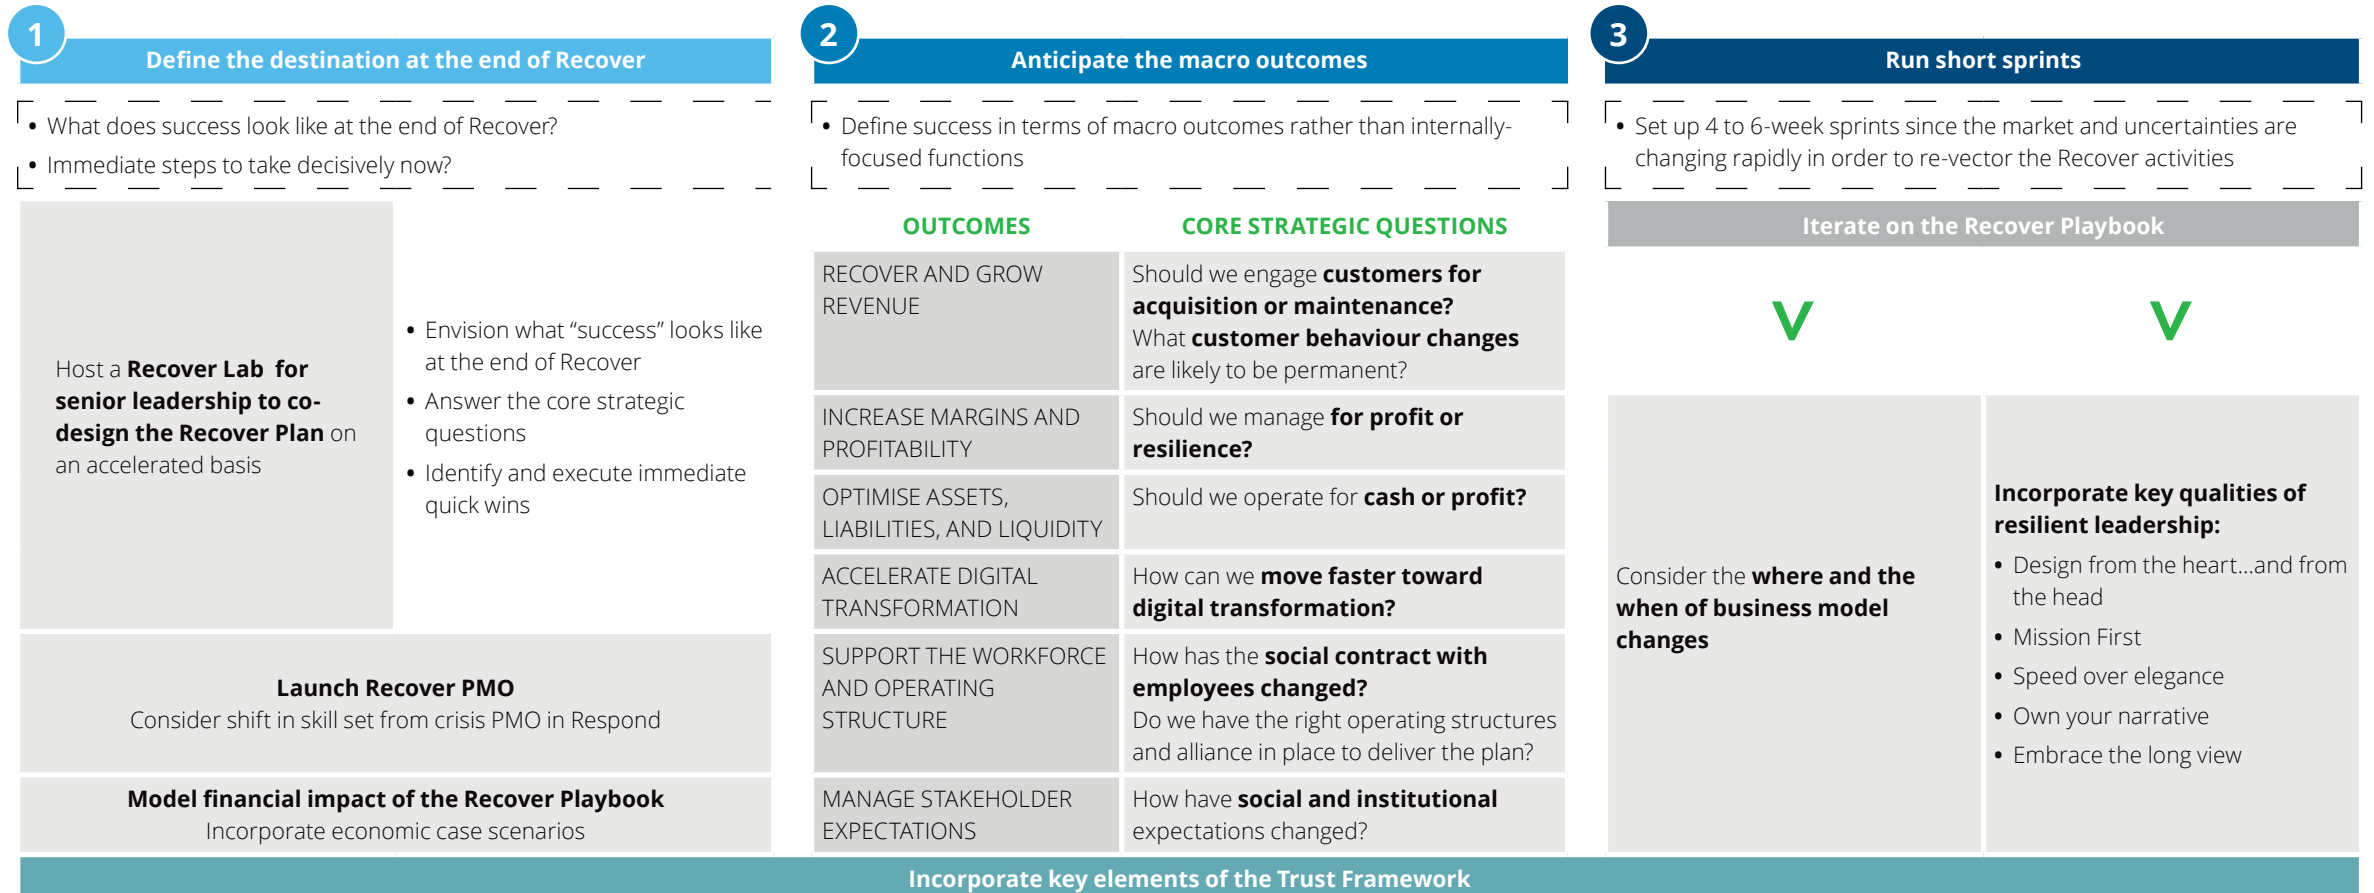 1
Define the destination at the end of Recover
• What does success look like at the end of Recover?
• Immediate steps to take decisively now?
Host a Recover Lab for
senior leadership to co-
design the Recover Plan on
an accelerated basis
• Envision what “success” looks like
at the end of Recover
• Answer the core strategic
questions
• Identify and execute immediate
quick wins
Launch Recover PMO
Consider shift in skill set from crisis PMO in Respond
Model financial impact of the Recover Playbook
Incorporate economic case scenarios
2
Anticipate the macro outcomes
• Define success in terms of macro outcomes rather than internally-
focused functions
OUTCOMES
CORE STRATEGIC QUESTIONS
RECOVER AND GROW
REVENUE
Should we engage customers for
acquisition or maintenance?
What customer behaviour changes
are likely to be permanent?
INCREASE MARGINS AND
PROFITABILITY
Should we manage for profit or
resilience?
OPTIMISE ASSETS,
LIABILITIES, AND LIQUIDITY
Should we operate for cash or profit?
ACCELERATE DIGITAL
TRANSFORMATION
How can we move faster toward
digital transformation?
SUPPORT THE WORKFORCE
AND OPERATING
STRUCTURE
How has the social contract with
employees changed?
Do we have the right operating structures
and alliance in place to deliver the plan?
MANAGE STAKEHOLDER
EXPECTATIONS
How have social and institutional
expectations changed?
3
Run short sprints
• Set up 4 to 6-week sprints since the market and uncertainties are
changing rapidly in order to re-vector the Recover activities
Iterate on the Recover Playbook
Consider the where and the
when of business model
changes
Incorporate key qualities of
resilient leadership:
• Design from the heart...and from
the head
• Mission First
• Speed over elegance
• Own your narrative
• Embrace the long view
Incorporate key elements of the Trust Framework